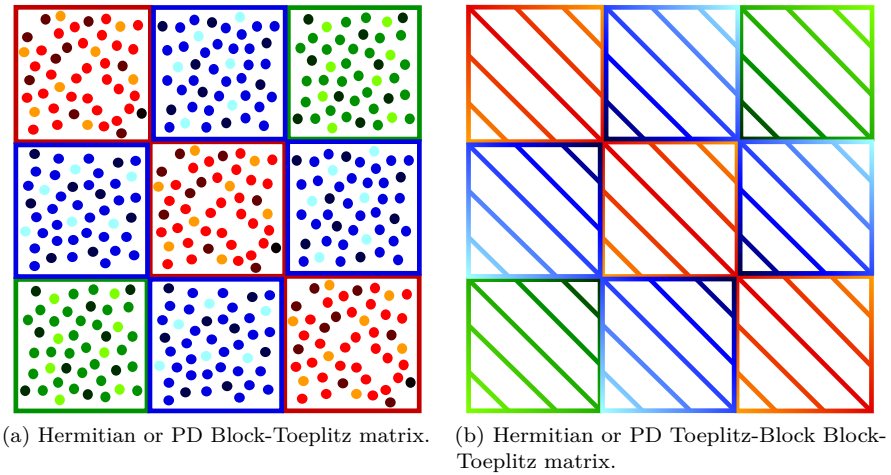 (a) Hermitian or PD Block-Toeplitz matrix.
(b) Hermitian or PD Toeplitz-Block Block-
Toeplitz matrix.